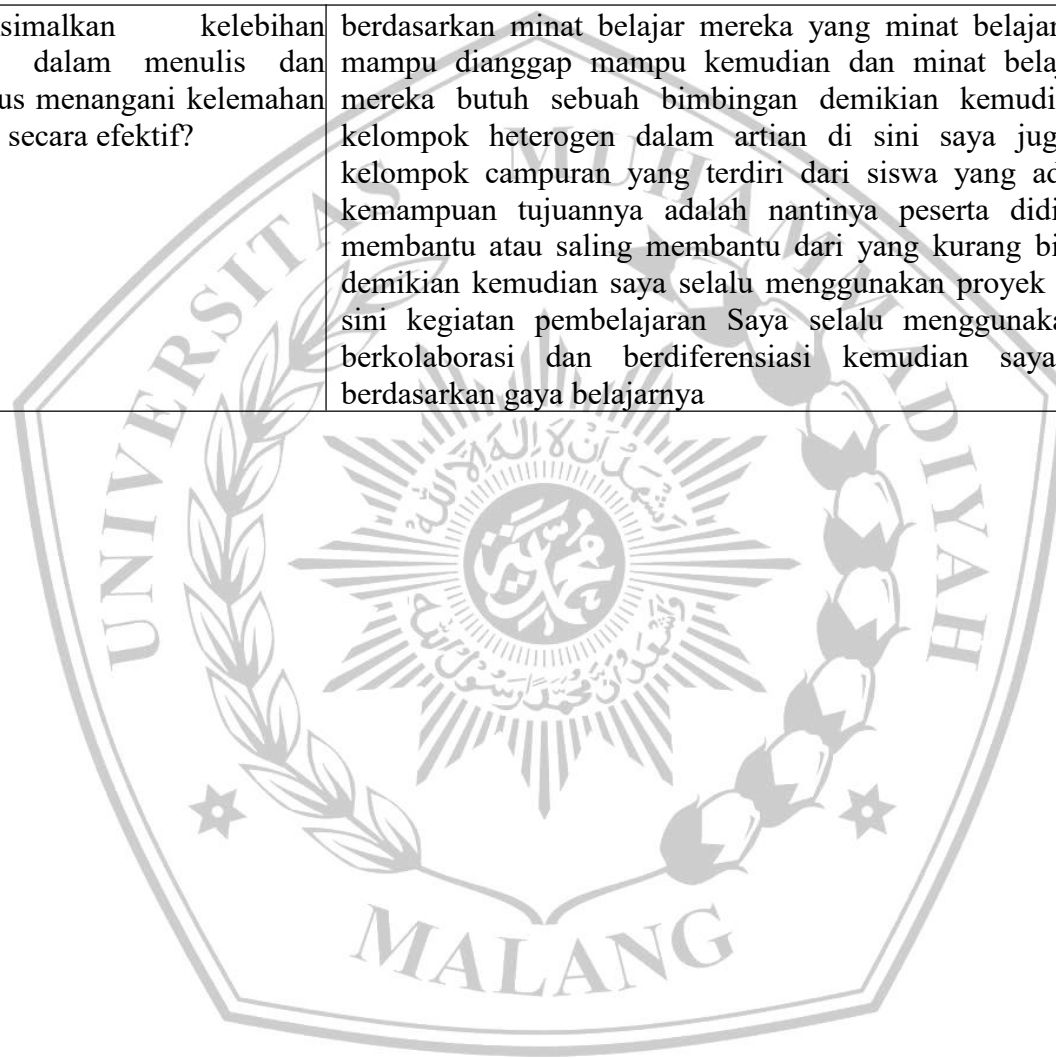 simalkan kelebihan
dalam menulis dan
us menangani kelemahan
secara efektif?
berdasarkan minat belajar mereka yang minat belajar
mampu dianggap mampu kemudian dan minat bela
mereka butuh sebuah bimbingan demikian kemudi
kelompok heterogen dalam artian di sini saya jug
kelompok campuran yang terdiri dari siswa yang ad
kemampuan tujuannya adalah nantinya peserta didi
membantu atau saling membantu dari yang kurang bi
demikian kemudian saya selalu menggunakan proyek
sini kegiatan pembelajaran Saya selalu menggunaka
berkolaborasi dan berdiferensiasi kemudian saya
berdasarkan gaya belajarnya
UNIVERSITAS MUHAMMADIYAH
MALANG